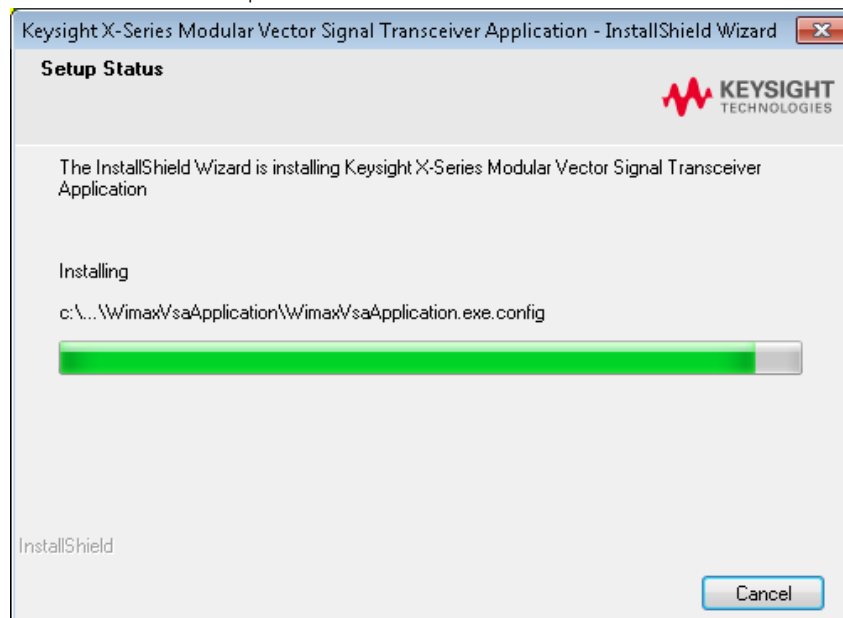 Keysight X-Series Modular Vector Signal Transceiver Application - InstallShield Wizard
Setup Status
KEYSIGHT
TECHNOLOGIES
The InstallShield Wizard is installing Keysight X-Series Modular Vector Signal Transceiver
Application
Installing
c:\...\WimaxVsaApplication\WimaxVsaApplication.exe.config
InstallShield
Cancel